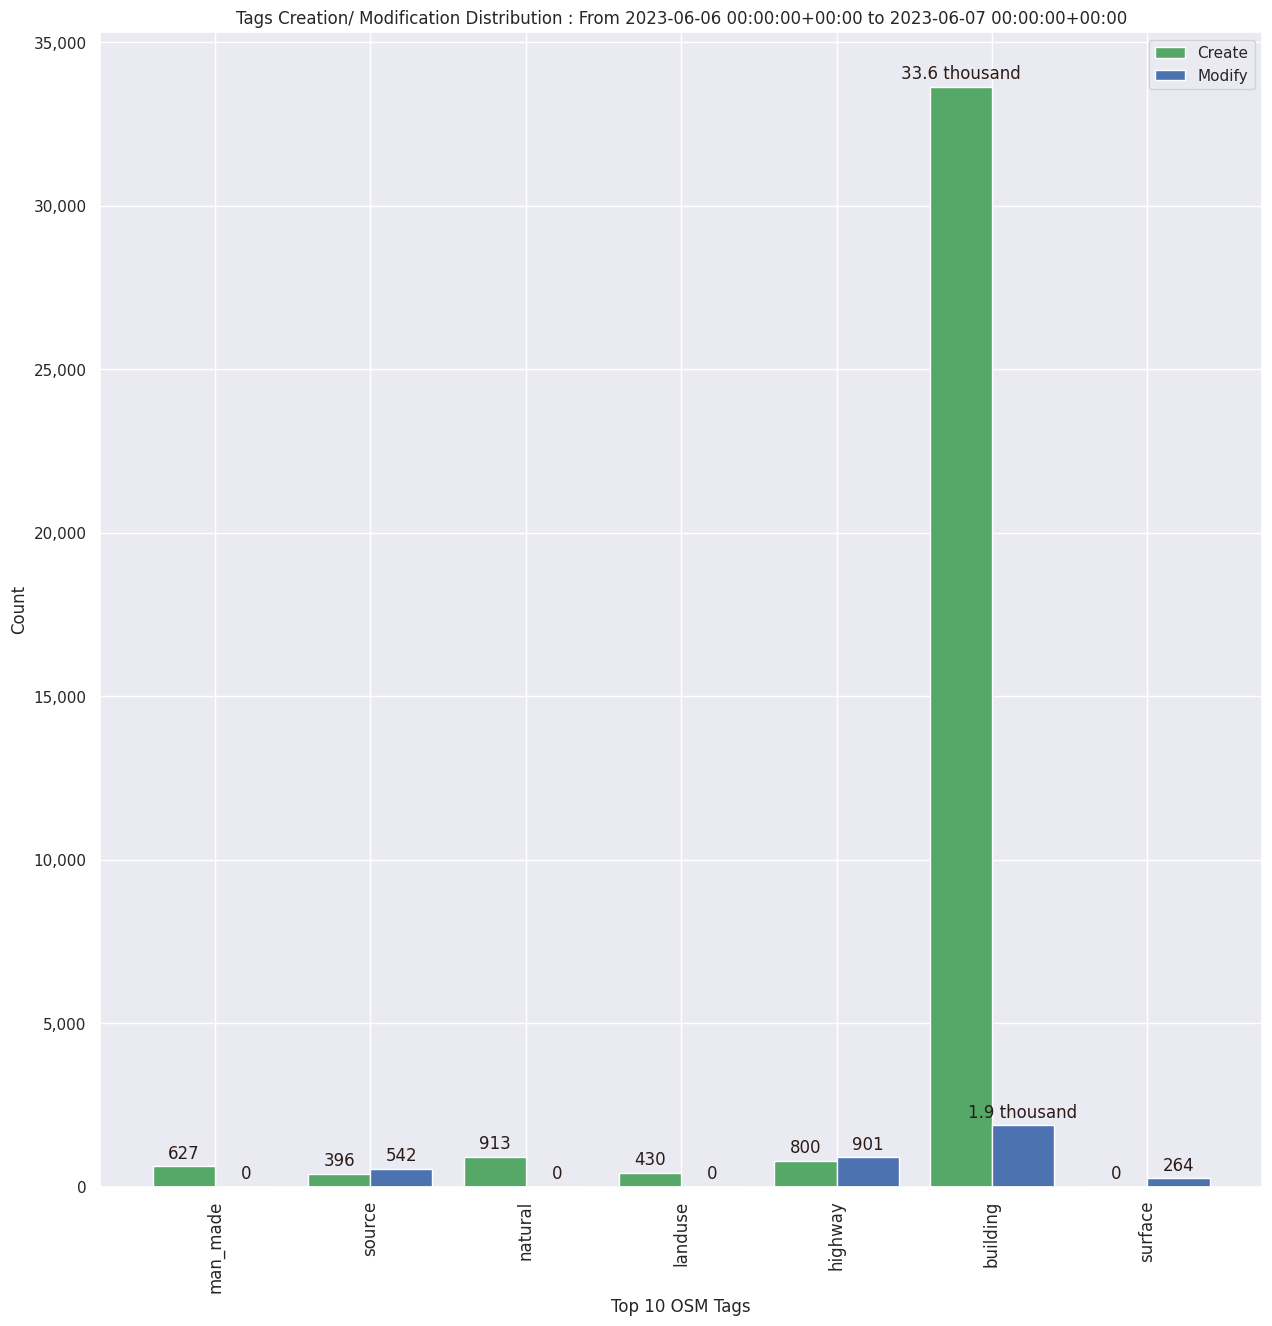 Tags Creation/ Modification Distribution : From 2023-06-06 00:00:00+00:00 to 2023-06-07 00:00:00+00:00
Create
Modify
35,000
30,000
25,000
20,000
15,000
10,000
5,000
0
Count
627
0
396
542
913
0
430
0
800
901
33.6 thousand
1.9 thousand
0
264
man_made
source
natural
landuse
highway
building
surface
Top 10 OSM Tags